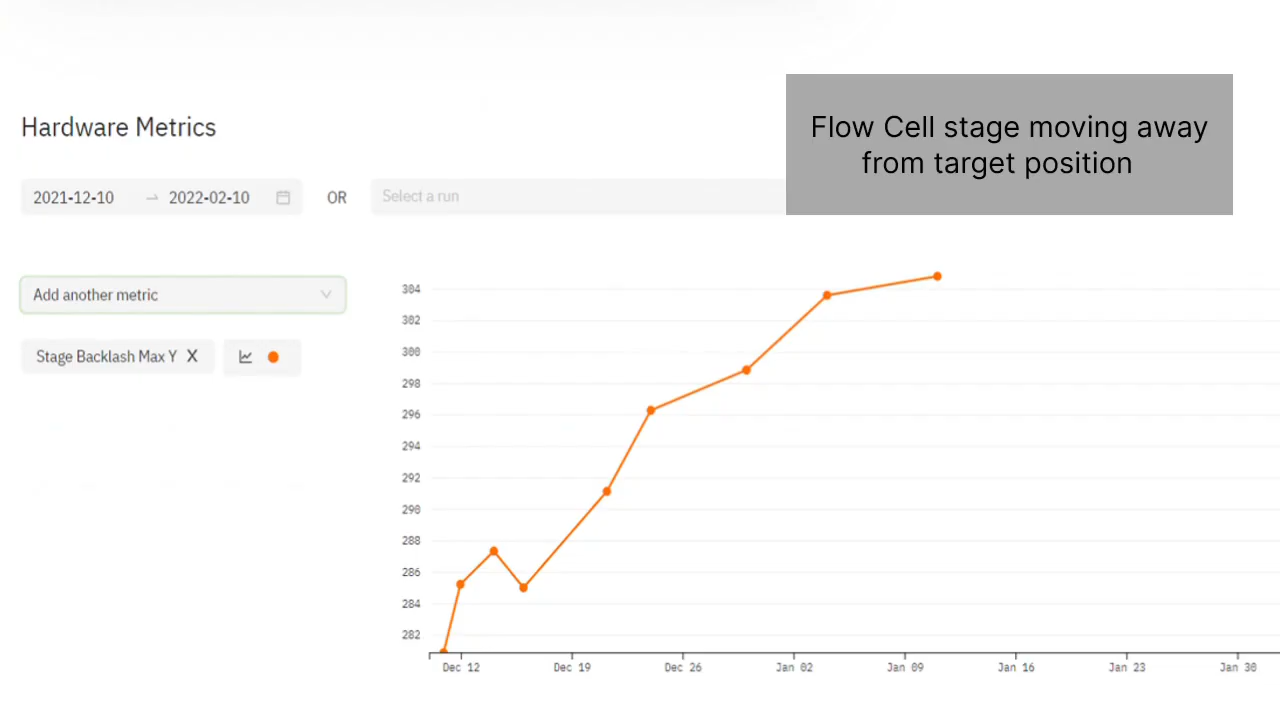 Flow Cell stage moving away
from target position
Hardware Metrics
2021-12-10 → 2022-02-10 OR Select a run
Add another metric
Stage Backlash Max Y X
304
302
300
298
296
294
292
290
288
286
284
282
Dec 12 Dec 19 Dec 26 Jan 02 Jan 09 Jan 16 Jan 23 Jan 30